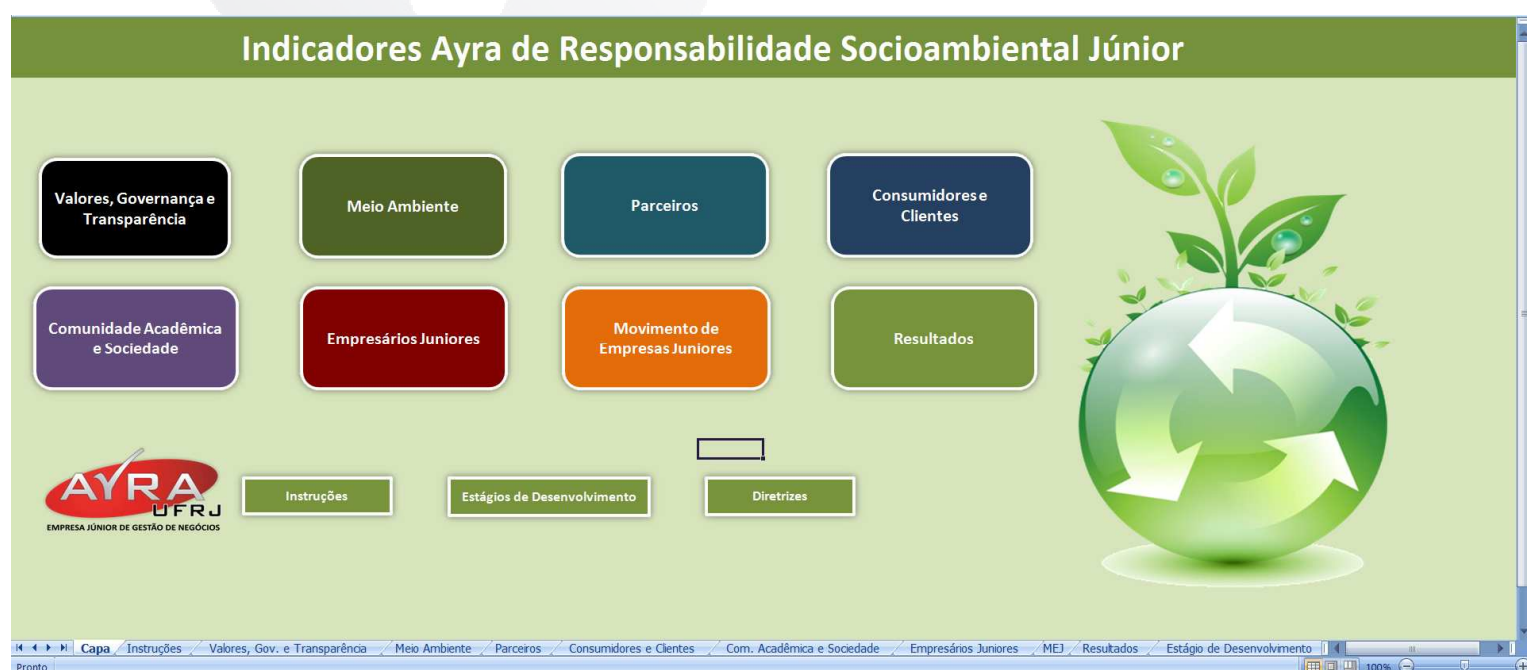 Indicadores Ayra de Responsabilidade Socioambiental Júnior
Valores, Governança e
Transparência
Meio Ambiente
Parceiros
Consumidores e
Clientes
Comunidade Acadêmica
e Sociedade
Empresários Juniores
Movimento de
Empresas Juniores
Resultados
AYRA
UFRJ
EMPRESA JÚNIOR DE GESTÃO DE NEGÓCIOS
Instruções
Estágios de Desenvolvimento
Diretrizes
Capa Instruções Valores, Gov. e Transparência Meio Ambiente Parceiros Consumidores e Clientes Com. Acadêmica e Sociedade Empresários Juniores MEJ Resultados Estágio de Desenvolvimento
Pronto 100%